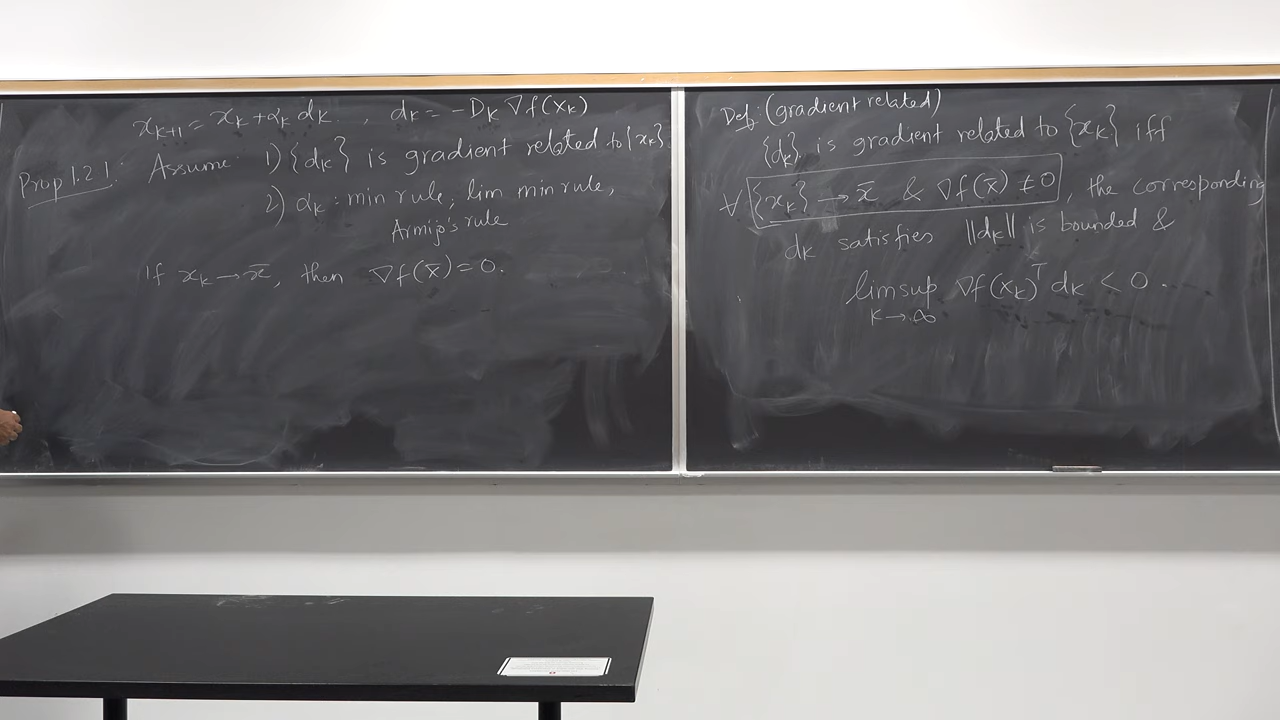 x_{k+1} = x_k + α_k d_k , d_k = -D_k ∇f(x_k)
Prop 1.2.1: Assume 1) {d_k} is gradient related to {x_k}.
2) α_k: min rule, lim min rule,
Armijo's rule
If x_k → x̄, then ∇f(x̄) = 0.
Def: (gradient related)
{d_k} is gradient related to {x_k} iff
∀ {x_k} → x̄ & ∇f(x̄) ≠ 0, the corresponding
d_k satisfies ‖d_k‖ is bounded &
limsup ∇f(x_k)^T d_k < 0.
k→∞